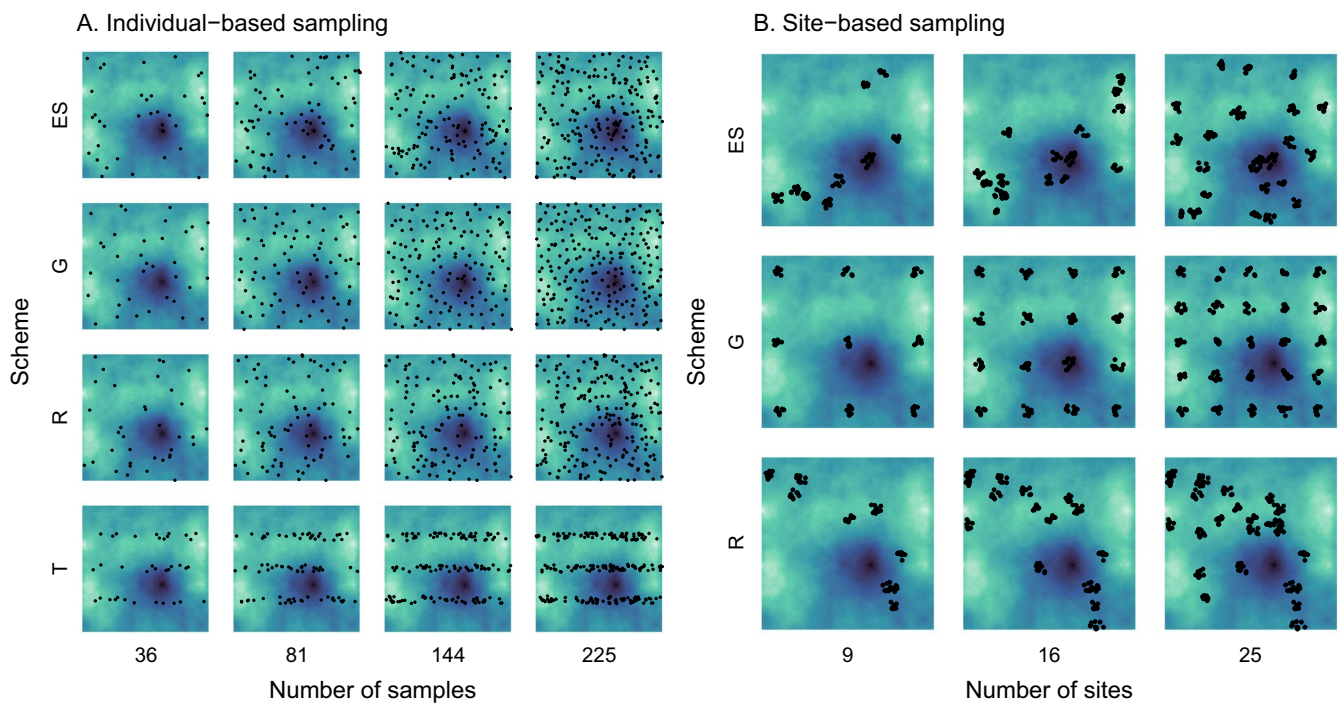 A. Individual−based sampling
Scheme
ES
G
R
T
36 81 144 225
Number of samples
B. Site−based sampling
Scheme
ES
G
R
9 16 25
Number of sites